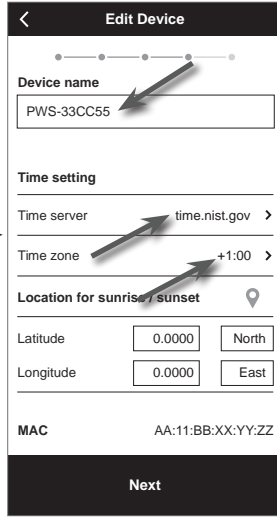 Edit Device
Device name
PWS-33CC55
Time setting
Time server time.nist.gov
Time zone +1:00
Location for sunrise / sunset
Latitude 0.0000 North
Longitude 0.0000 East
MAC AA:11:BB:XX:YY:ZZ
Next